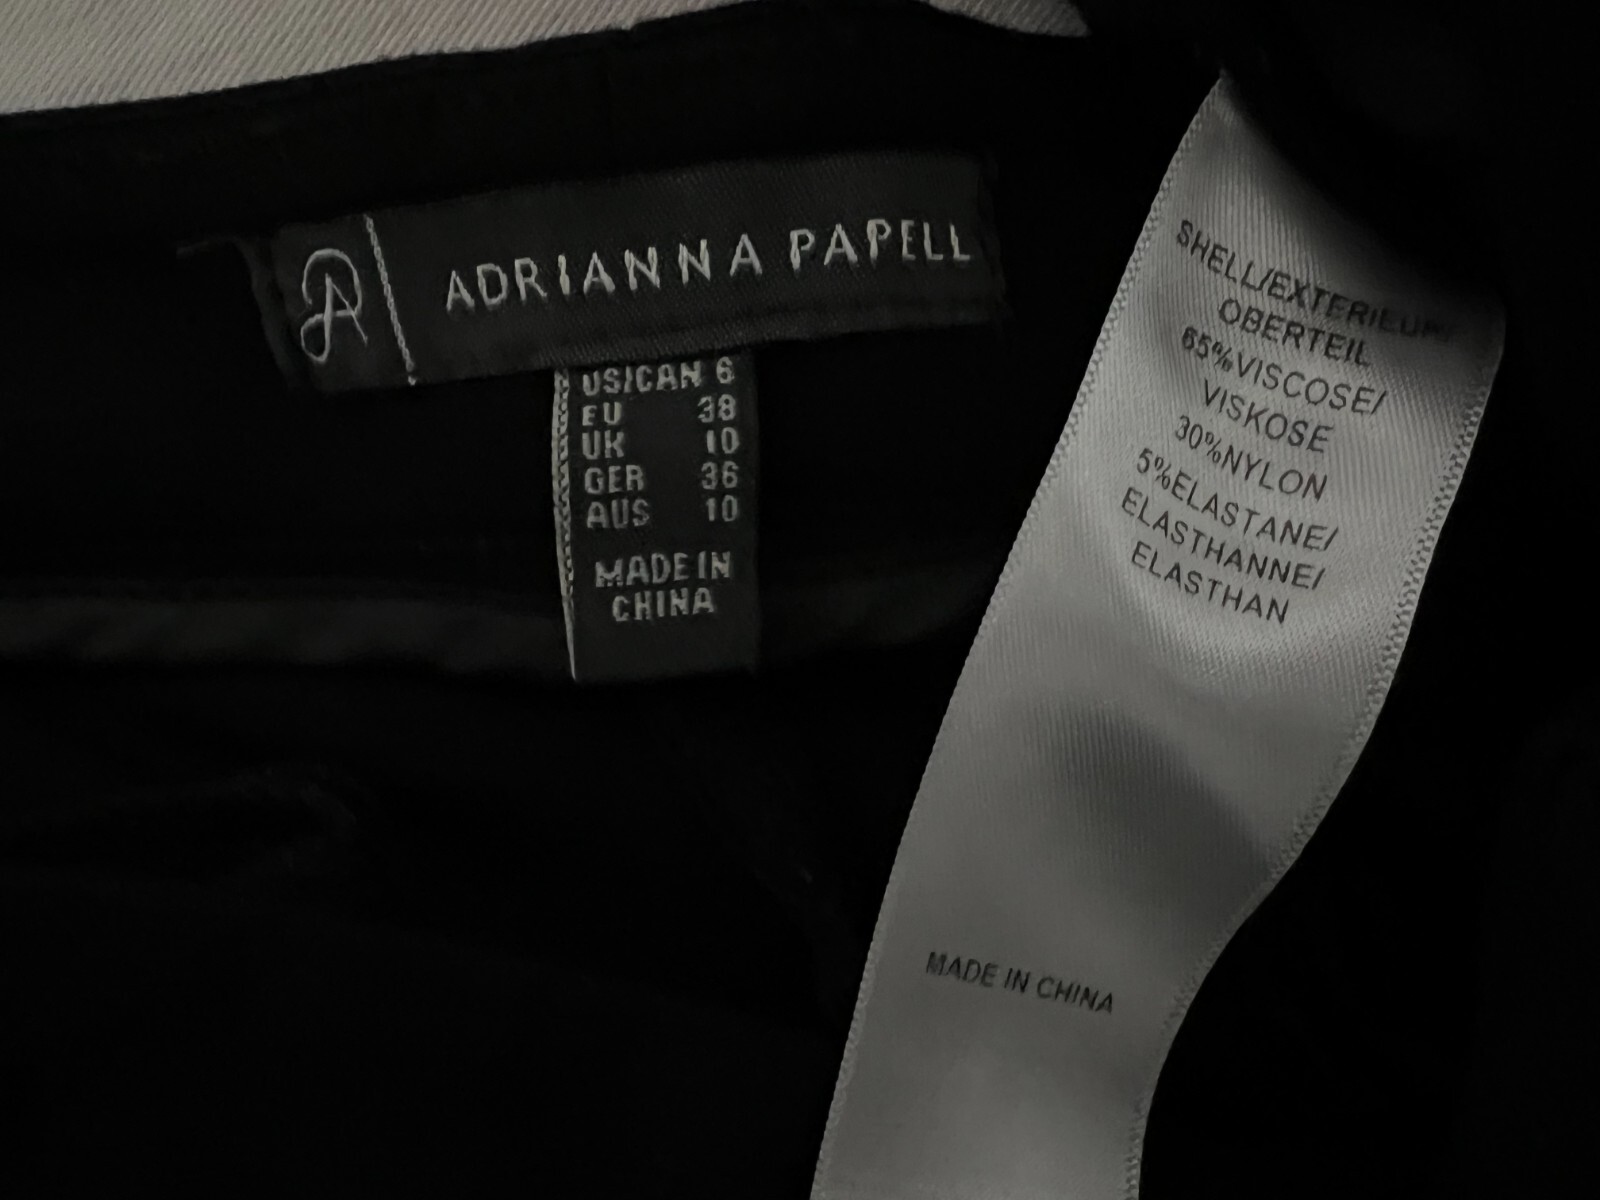 ADRIANNA PAPELL
US/CAN 6
EU 38
UK 10
GER 36
AUS 10
MADE IN
CHINA
SHELL/EXTERIEUR/
OBERTEIL
65%VISCOSE/
VISKOSE
30%NYLON
5%ELASTANE/
ELASTHANNE/
ELASTHAN
MADE IN CHINA